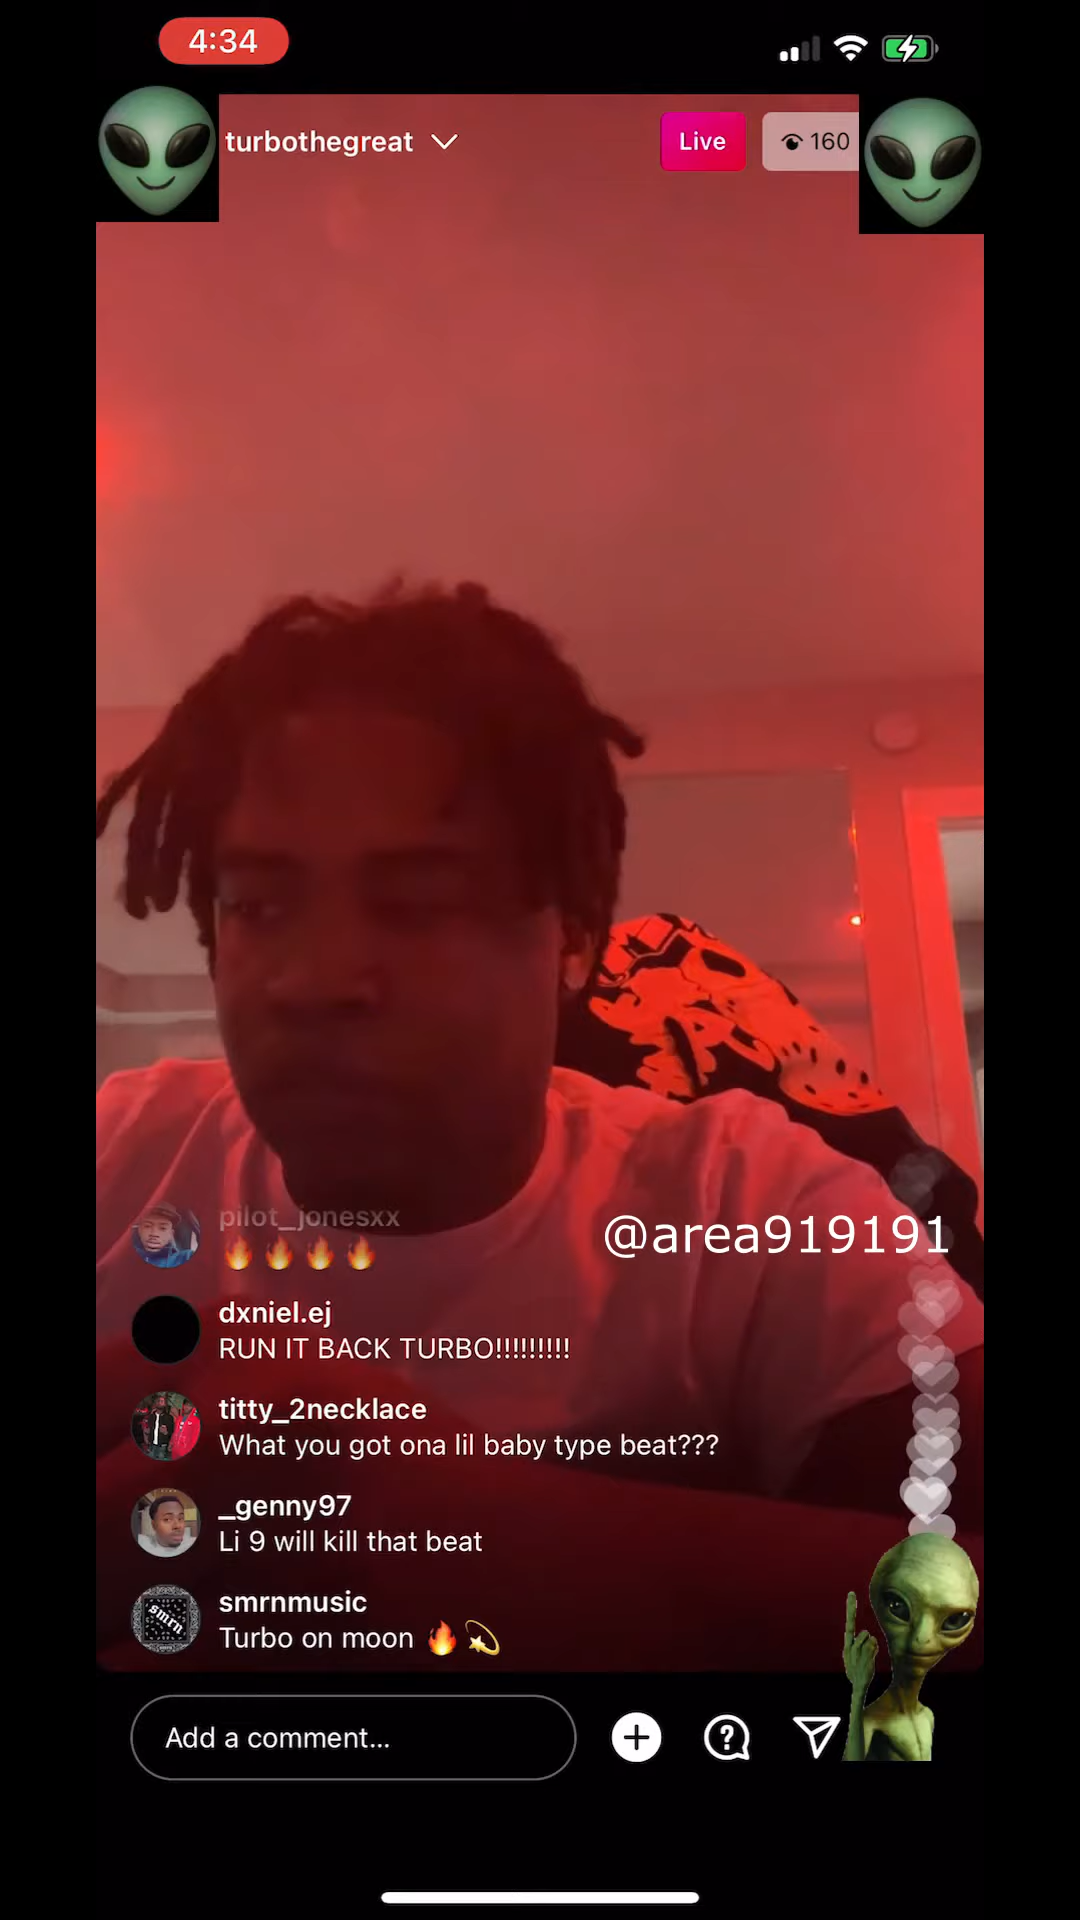 4:34
turbothegreat
Live
160
pilot_jonesxx
🔥 🔥 🔥 🔥
@area919191
dxniel.ej
RUN IT BACK TURBO!!!!!!!!!
titty_2necklace
What you got ona lil baby type beat???
_genny97
Li 9 will kill that beat
smrnmusic
Turbo on moon 🔥 💫
smrn
Add a comment...